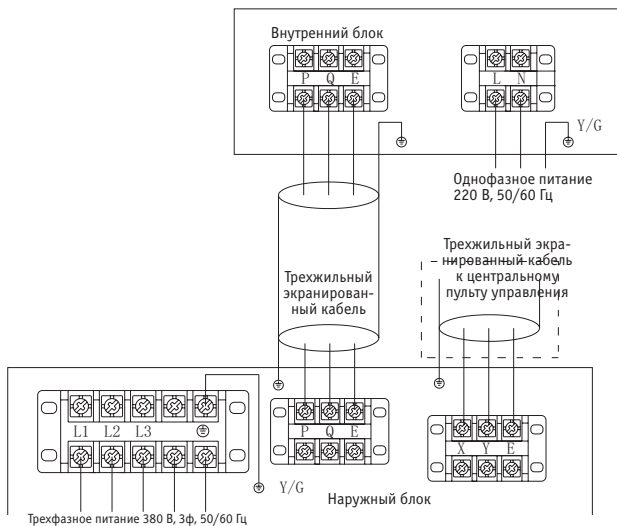 Внутренний блок
P Q E
L N
Y/G
Однофазное питание
220 В, 50/60 Гц
Трехжильный
экранирован-
ный кабель
Трехжильный экра-
нированный кабель
к центральному
пульту управления
L1 L2 L3
P Q E
X Y E
Y/G
Наружный блок
Трехфазное питание 380 В, 3ф, 50/60 Гц